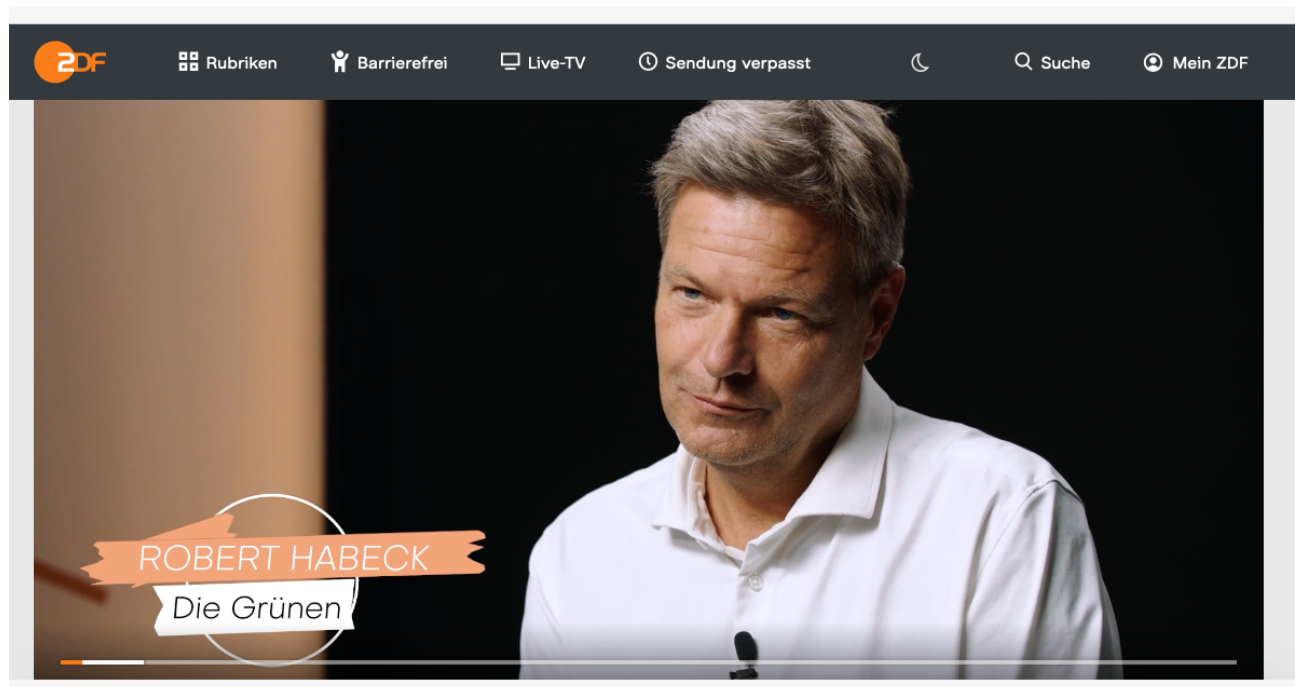 ZDF Rubriken Barrierefrei Live-TV Sendung verpasst Suche Mein ZDF
ROBERT HABECK
Die Grünen